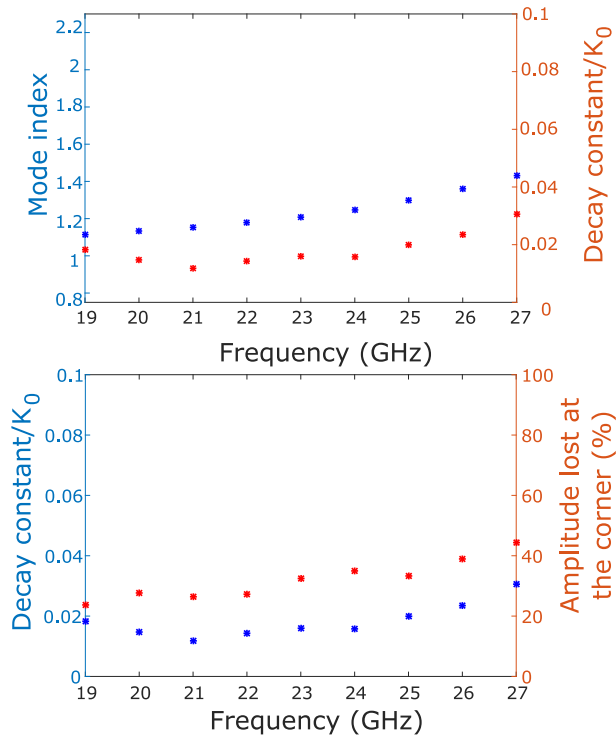 Mode index
2.2
2
1.8
1.6
1.4
1.2
1
0.8
0.1
0.08
0.06
0.04
0.02
0
Decay constant/K0
19 20 21 22 23 24 25 26 27
Frequency (GHz)
Decay constant/K0
0.1
0.08
0.06
0.04
0.02
0
100
80
60
40
20
0
Amplitude lost at
the corner (%)
19 20 21 22 23 24 25 26 27
Frequency (GHz)